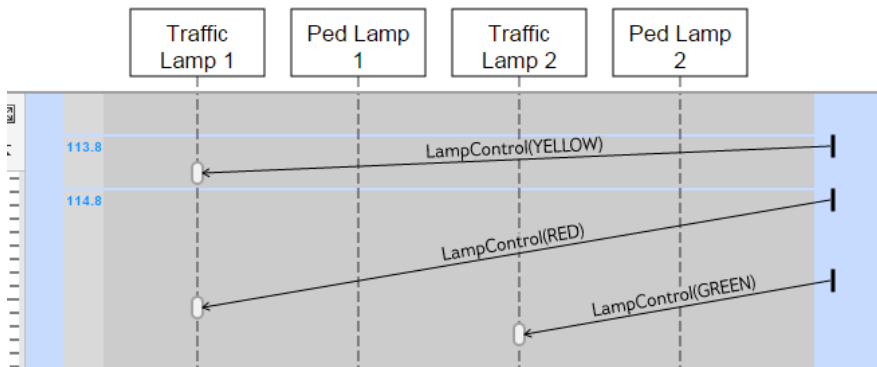 Traffic
Lamp 1
Ped Lamp
1
Traffic
Lamp 2
Ped Lamp
2
113.8
LampControl(YELLOW)
114.8
LampControl(RED)
LampControl(GREEN)